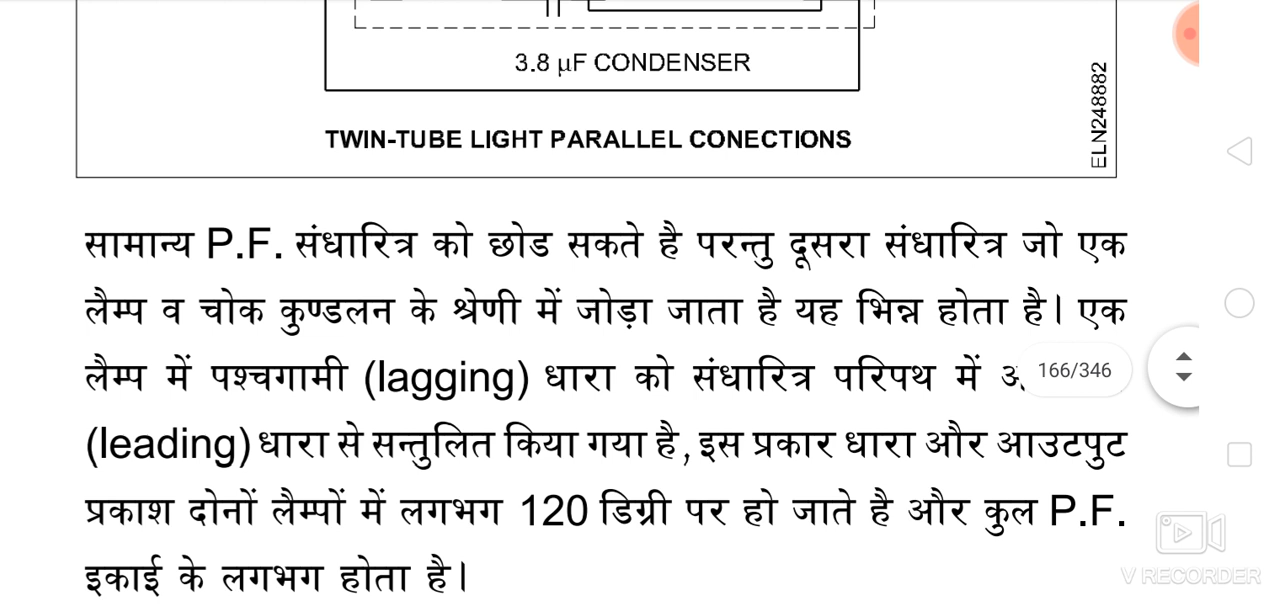 3.8 µF CONDENSER
ELN248882
TWIN-TUBE LIGHT PARALLEL CONECTIONS
सामान्य P.F. संधारित्र को छोड सकते है परन्तु दूसरा संधारित्र जो एक
लैम्प व चोक कुण्डलन के श्रेणी में जोड़ा जाता है यह भिन्न होता है। एक
लैम्प में पश्चगामी (lagging) धारा को संधारित्र परिपथ में
166/346
(leading) धारा से सन्तुलित किया गया है, इस प्रकार धारा और आउटपुट
प्रकाश दोनों लैम्पों में लगभग 120 डिग्री पर हो जाते है और कुल P.F.
इकाई के लगभग होता है।
V RECORDER